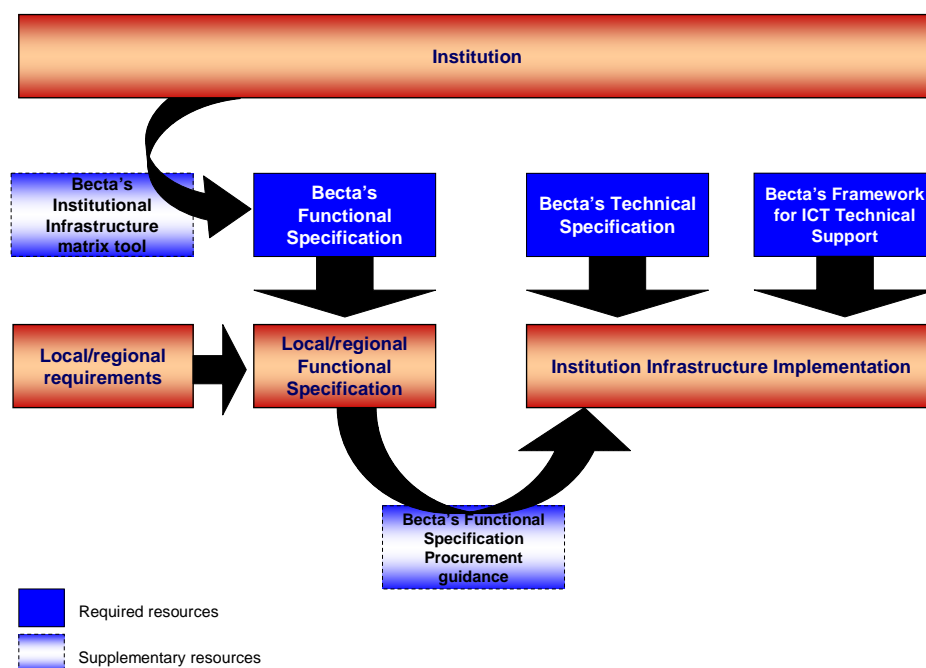 Institution
Becta's
Institutional
Infrastructure
matrix tool
Becta's
Functional
Specification
Becta's Technical
Specification
Becta's Framework
for ICT Technical
Support
Local/regional
requirements
Local/regional
Functional
Specification
Institution Infrastructure Implementation
Becta's Functional
Specification
Procurement
guidance
Required resources
Supplementary resources